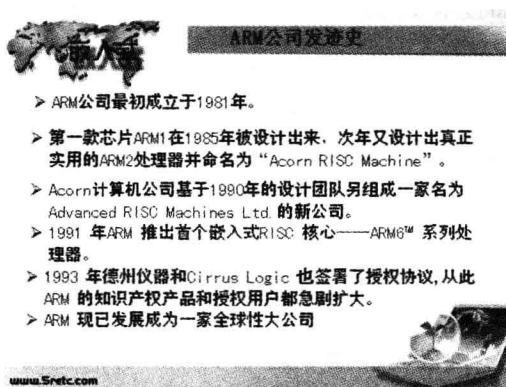 嵌入式
ARM公司发迹史
➢ ARM公司最初成立于1981年。
➢ 第一款芯片ARM1在1985年被设计出来，次年又设计出真正
实用的ARM2处理器并命名为“Acorn RISC Machine”。
➢ Acorn计算机公司基于1990年的设计团队另组成一家名为
Advanced RISC Machines Ltd. 的新公司。
➢ 1991 年ARM 推出首个嵌入式RISC 核心——ARM6™ 系列处
理器。
➢ 1993 年德州仪器和Cirrus Logic 也签署了授权协议,从此
ARM 的知识产权产品和授权用户都急剧扩大。
➢ ARM 现已发展成为一家全球性大公司
www.5retc.com